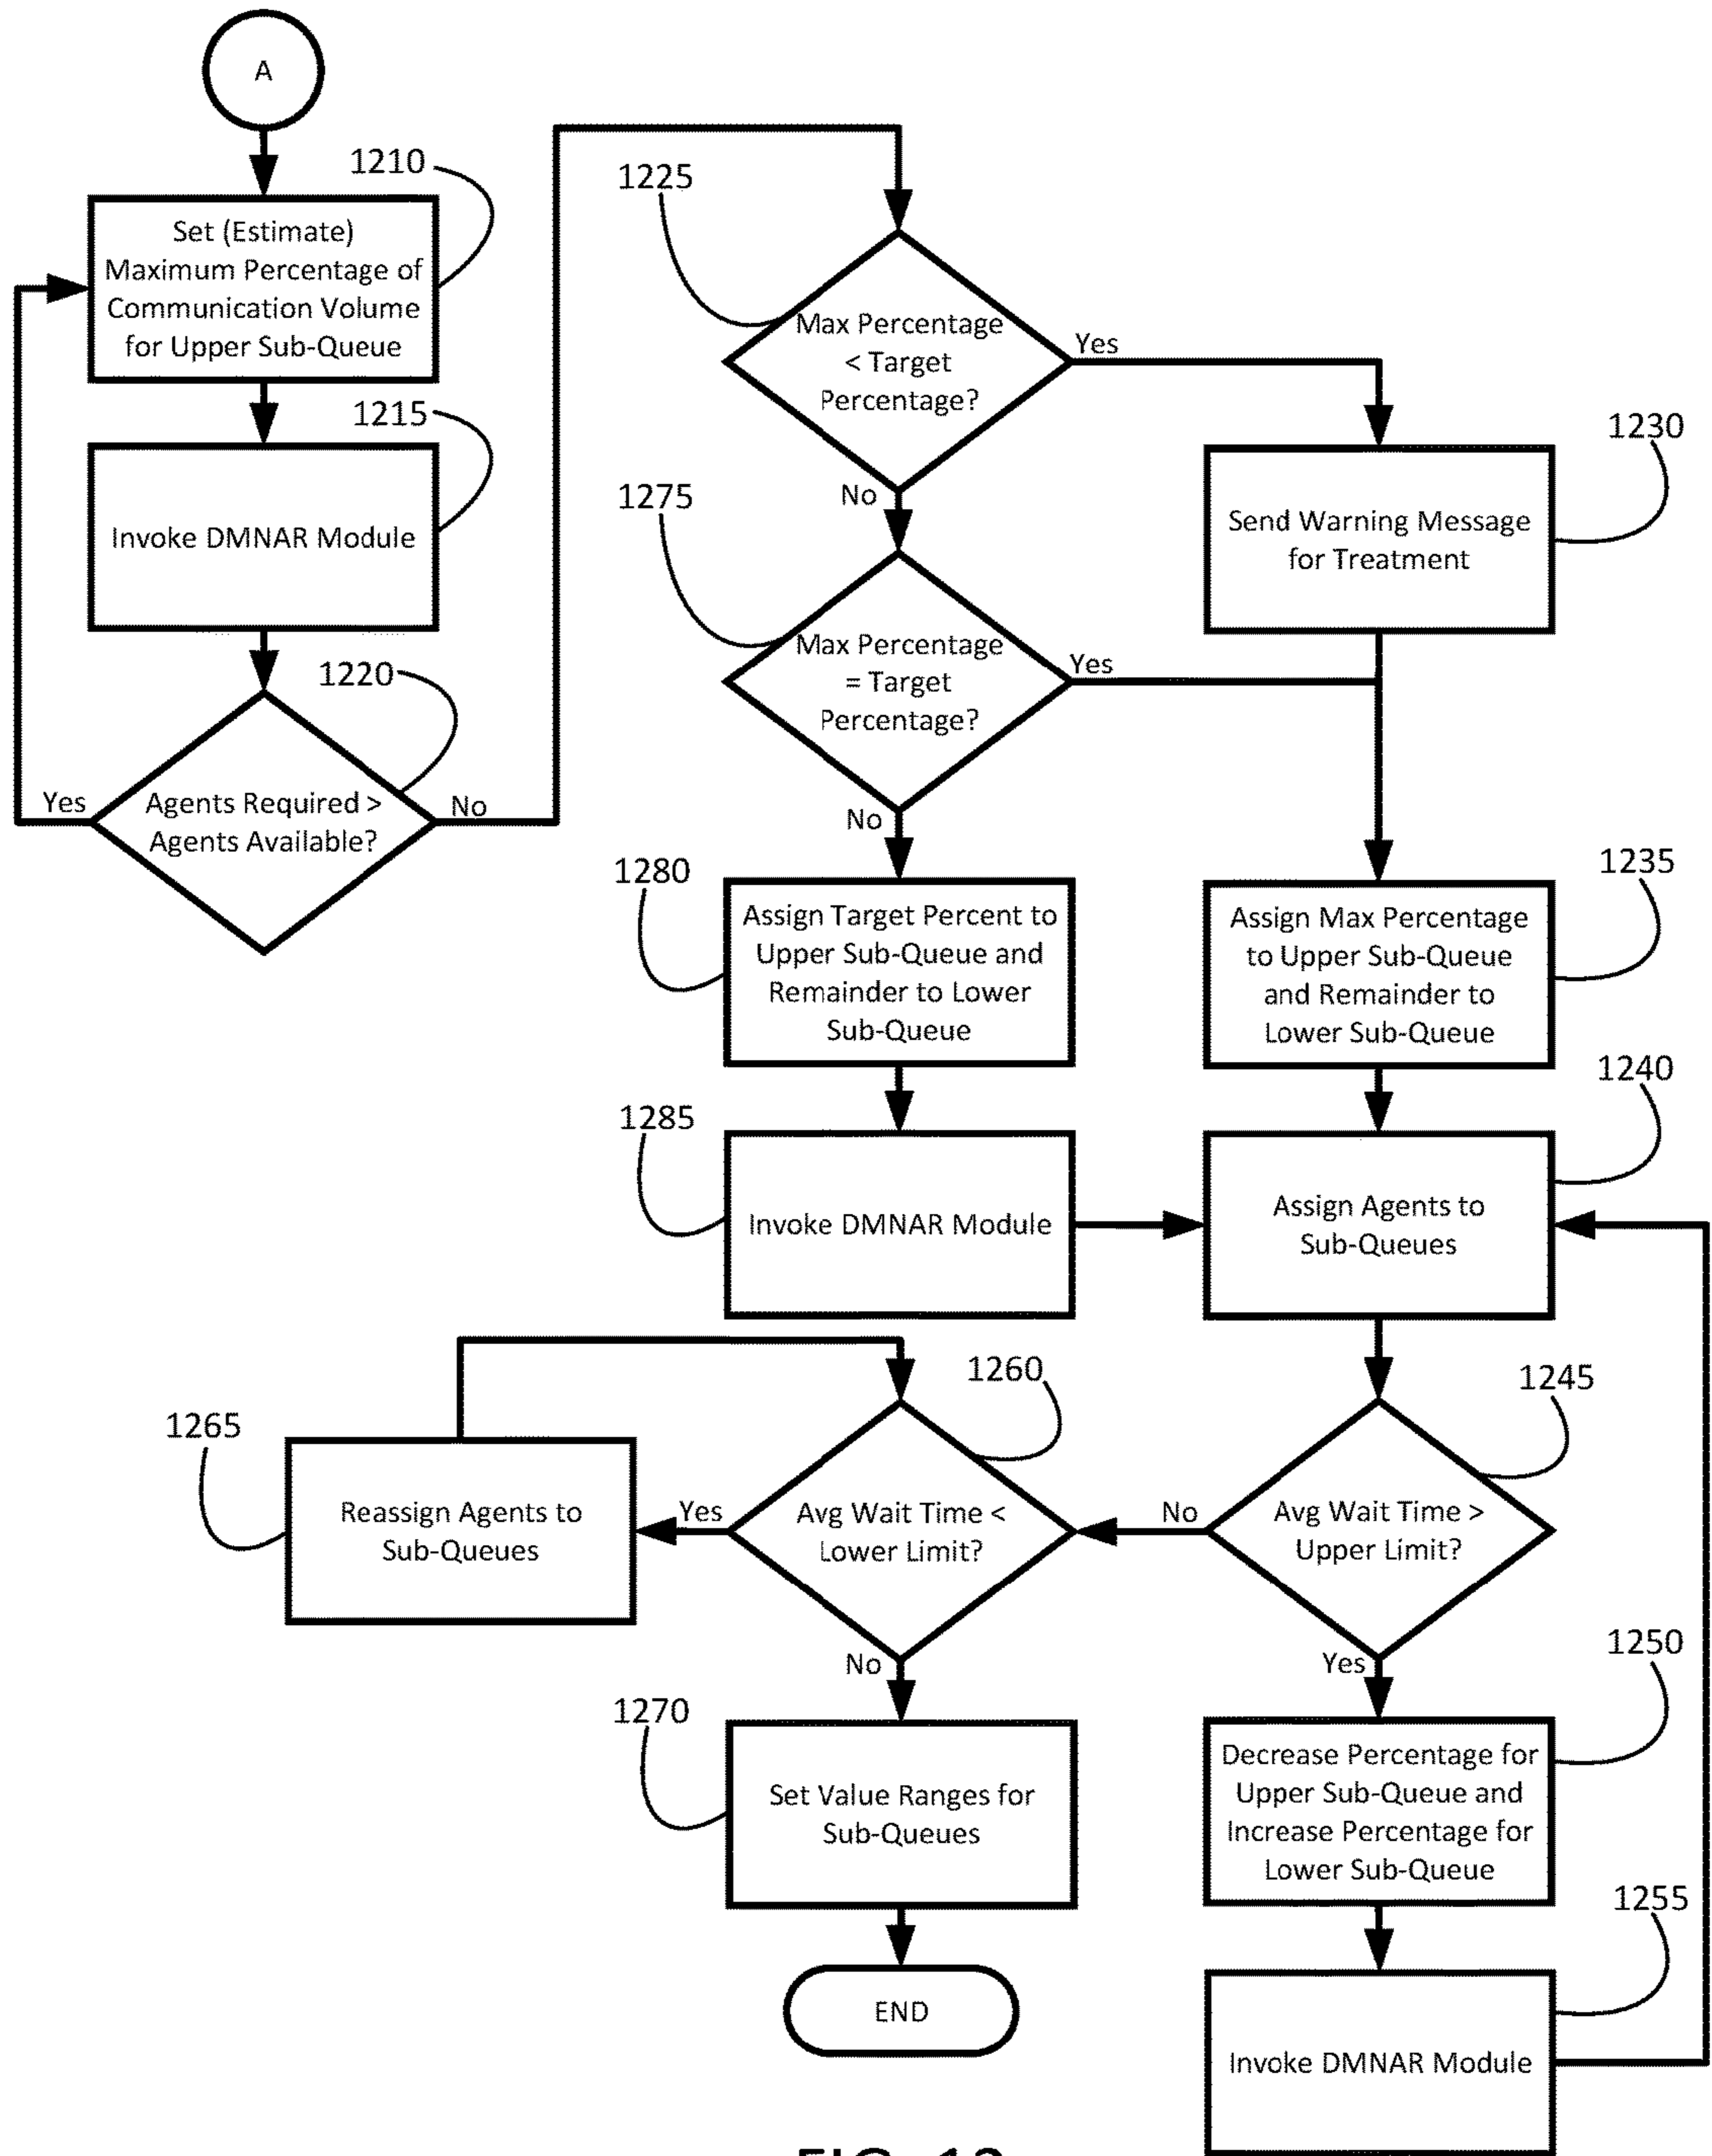 A
1210
Set (Estimate)
Maximum Percentage of
Communication Volume
for Upper Sub-Queue
1215
Invoke DMNAR Module
1220
Agents Required >
Agents Available?
Yes
No
1225
Max Percentage
< Target
Percentage?
Yes
No
1230
Send Warning Message
for Treatment
1275
Max Percentage
= Target
Percentage?
Yes
No
1280
Assign Target Percent to
Upper Sub-Queue and
Remainder to Lower
Sub-Queue
1235
Assign Max Percentage
to Upper Sub-Queue
and Remainder to
Lower Sub-Queue
1285
Invoke DMNAR Module
1240
Assign Agents to
Sub-Queues
1245
Avg Wait Time >
Upper Limit?
No
Yes
1260
Avg Wait Time <
Lower Limit?
Yes
No
1265
Reassign Agents to
Sub-Queues
1270
Set Value Ranges for
Sub-Queues
END
1250
Decrease Percentage for
Upper Sub-Queue and
Increase Percentage for
Lower Sub-Queue
1255
Invoke DMNAR Module